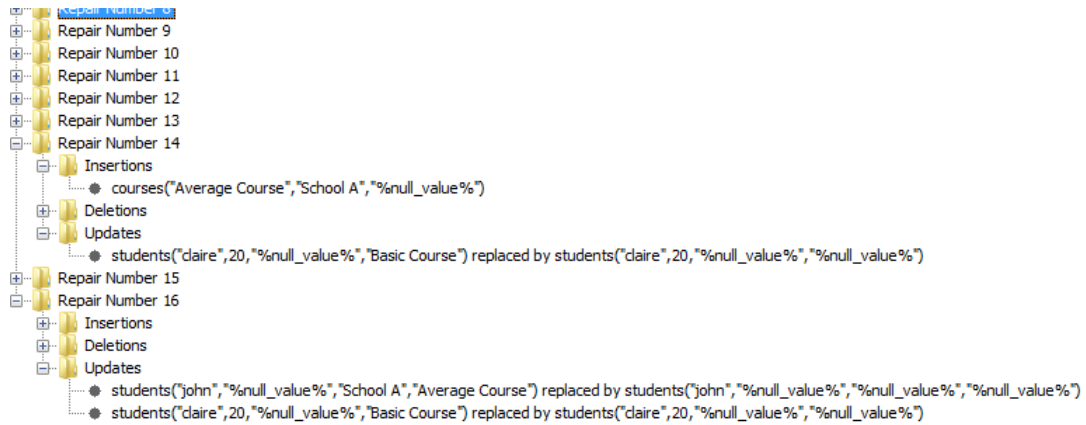 Repair Number 8
Repair Number 9
Repair Number 10
Repair Number 11
Repair Number 12
Repair Number 13
Repair Number 14
Insertions
courses("Average Course","School A","%null_value%")
Deletions
Updates
students("claire",20,"%null_value%","Basic Course") replaced by students("claire",20,"%null_value%","%null_value%")
Repair Number 15
Repair Number 16
Insertions
Deletions
Updates
students("john","%null_value%","School A","Average Course") replaced by students("john","%null_value%","%null_value%","%null_value%")
students("claire",20,"%null_value%","Basic Course") replaced by students("claire",20,"%null_value%","%null_value%")